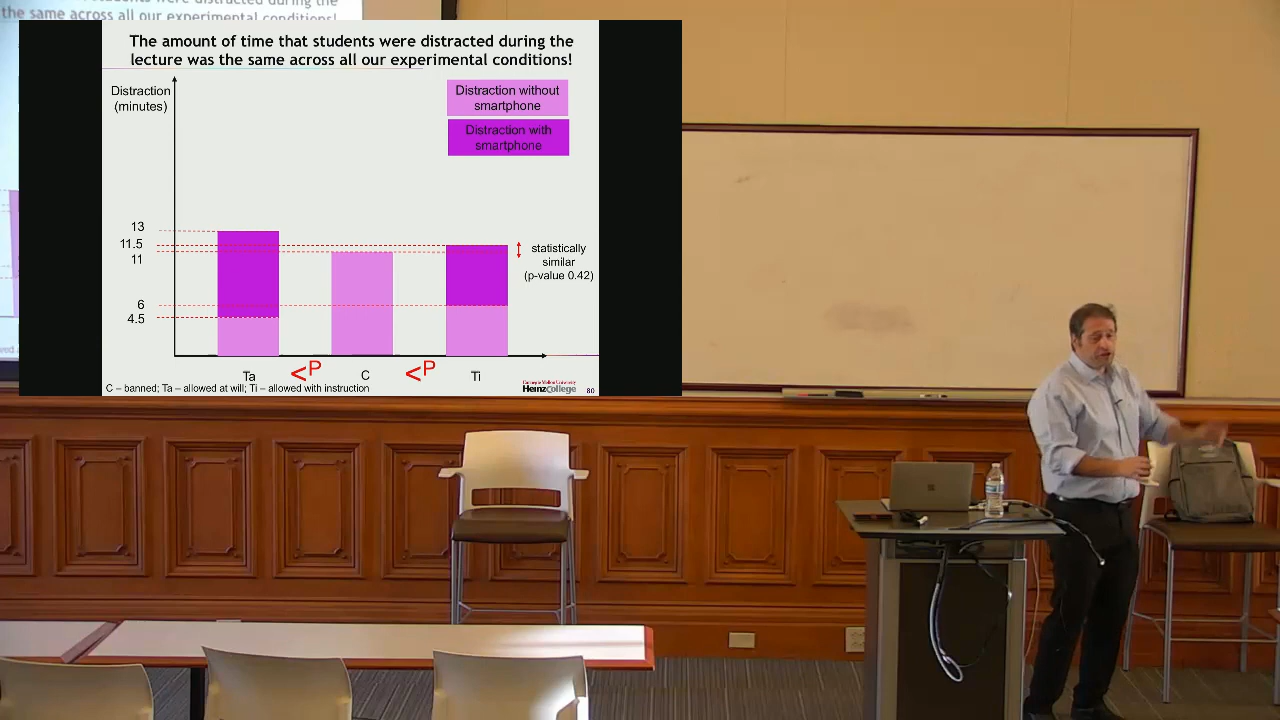 the same across all our experimental conditions!
The amount of time that students were distracted during the
lecture was the same across all our experimental conditions!
Distraction
(minutes)
Distraction without
smartphone
Distraction with
smartphone
13
11.5
11
6
4.5
statistically
similar
(p-value 0.42)
Ta
<P
C
<P
Ti
C – banned; Ta – allowed at will; Ti – allowed with instruction
Carnegie Mellon University
HeinzCollege
80